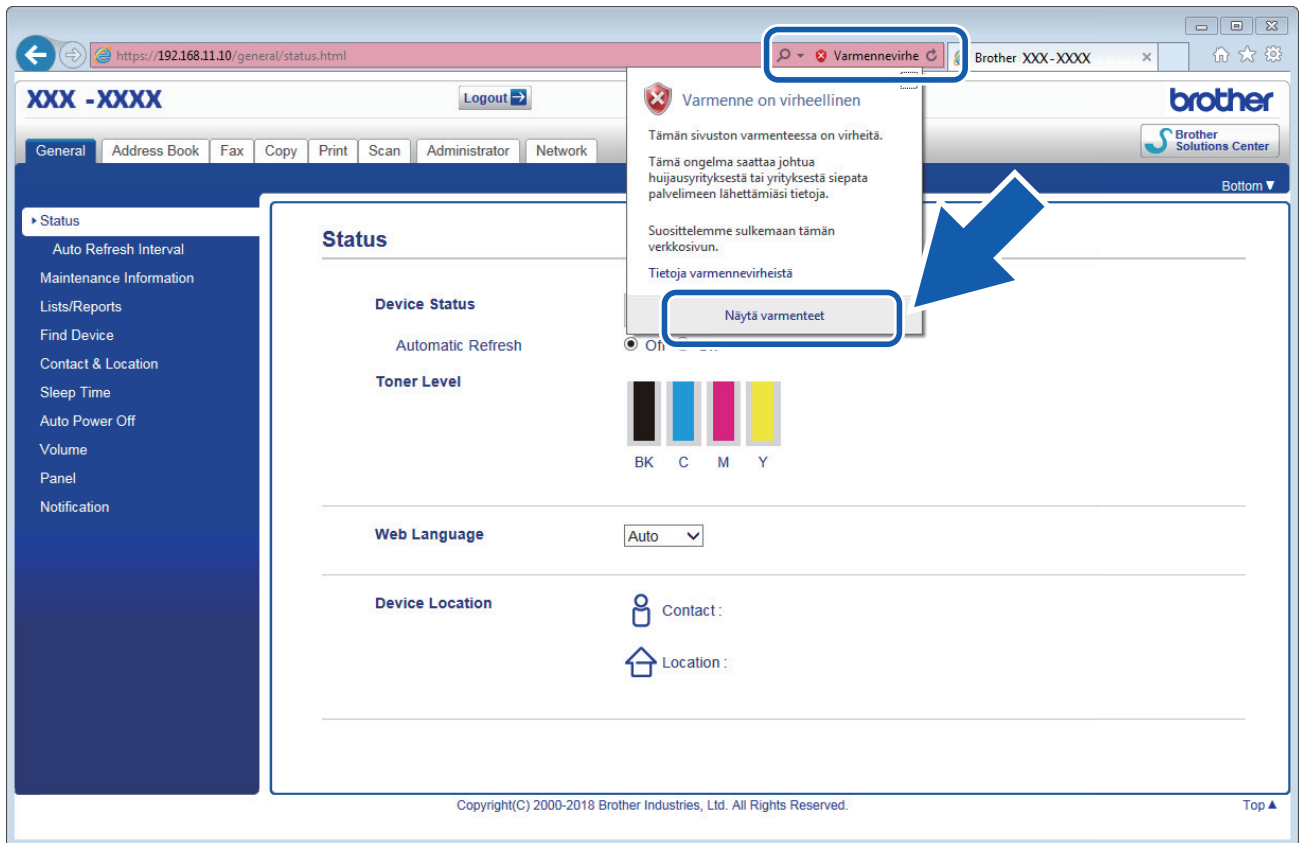 https://192.168.11.10/general/status.html
Varmennevirhe
Brother XXX-XXXX
XXX -XXXX
Logout
brother
General
Address Book
Fax
Copy
Print
Scan
Administrator
Network
Brother
Solutions Center
Bottom▼
Varmenne on virheellinen
Tämän sivuston varmenteessa on virheitä.
Tämä ongelma saattaa johtua
huijausyrityksestä tai yrityksestä siepata
palvelimeen lähettämiäsi tietoja.
Suosittelemme sulkemaan tämän
verkkosivun.
Tietoja varmennevirheistä
Näytä varmenteet
Status
Auto Refresh Interval
Maintenance Information
Lists/Reports
Find Device
Contact & Location
Sleep Time
Auto Power Off
Volume
Panel
Notification
Status
Device Status
Automatic Refresh
Toner Level
BK C M Y
Web Language
Auto
Device Location
Contact :
Location :
Copyright(C) 2000-2018 Brother Industries, Ltd. All Rights Reserved.
Top▲